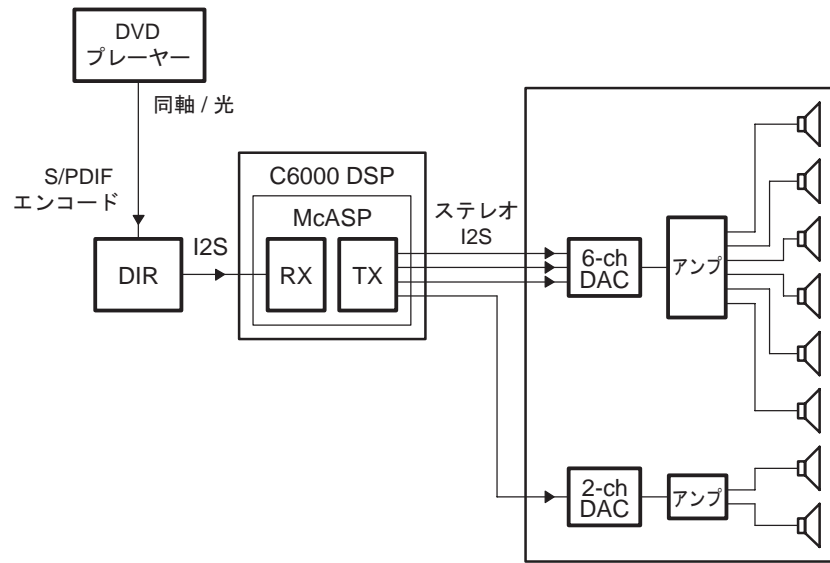 DVD
プレーヤー
同軸 / 光
S/PDIF
エンコード
DIR
I2S
C6000 DSP
McASP
RX
TX
ステレオ
I2S
6-ch
DAC
アンプ
2-ch
DAC
アンプ